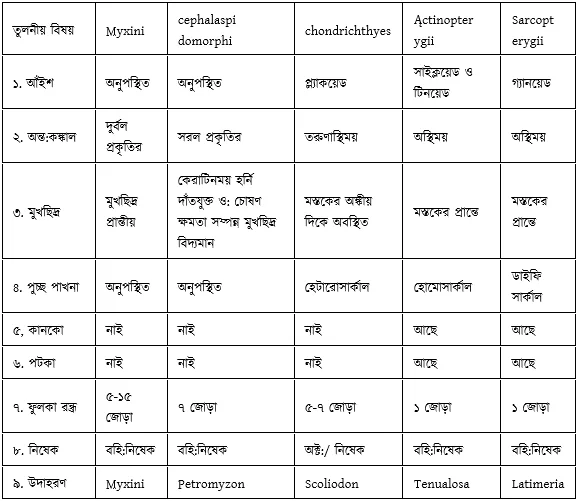 তুলনীয় বিষয় Myxini cephalaspi domorphi chondrichthyes Actinopter ygii Sarcopt erygii
১. আঁইশ অনুপস্থিত অনুপস্থিত প্ল্যাকয়েড সাইক্লয়েড ও টিনয়েড গ্যানয়েড
২. অন্ত:কঙ্কাল দুর্বল প্রকৃতির সরল প্রকৃতির তরুণাস্থিময় অস্থিময় অস্থিময়
৩. মুখছিদ্র মুখছিদ্র প্রান্তীয় কেরাটিনময় হর্নি দাঁতযুক্ত ও: চোষণ ক্ষমতা সম্পন্ন মুখছিদ্র বিদ্যমান মস্তকের অঙ্কীয় দিকে অবস্থিত মস্তকের প্রান্তে মস্তকের প্রান্তে
৪. পুচ্ছ পাখনা অনুপস্থিত অনুপস্থিত হেটারোসার্কাল হোমোসার্কাল ডাইফি সার্কাল
৫, কানকো নাই নাই নাই আছে আছে
৬. পটকা নাই নাই নাই আছে আছে
৭. ফুলকা রন্ধ্র ৫-১৫ জোড়া ৭ জোড়া ৫-৭ জোড়া ১ জোড়া ১ জোড়া
৮. নিষেক বহি:নিষেক বহি:নিষেক অক্ট:/ নিষেক বহি:নিষেক বহি:নিষেক
৯. উদাহরণ Myxini Petromyzon Scoliodon Tenualosa Latimeria